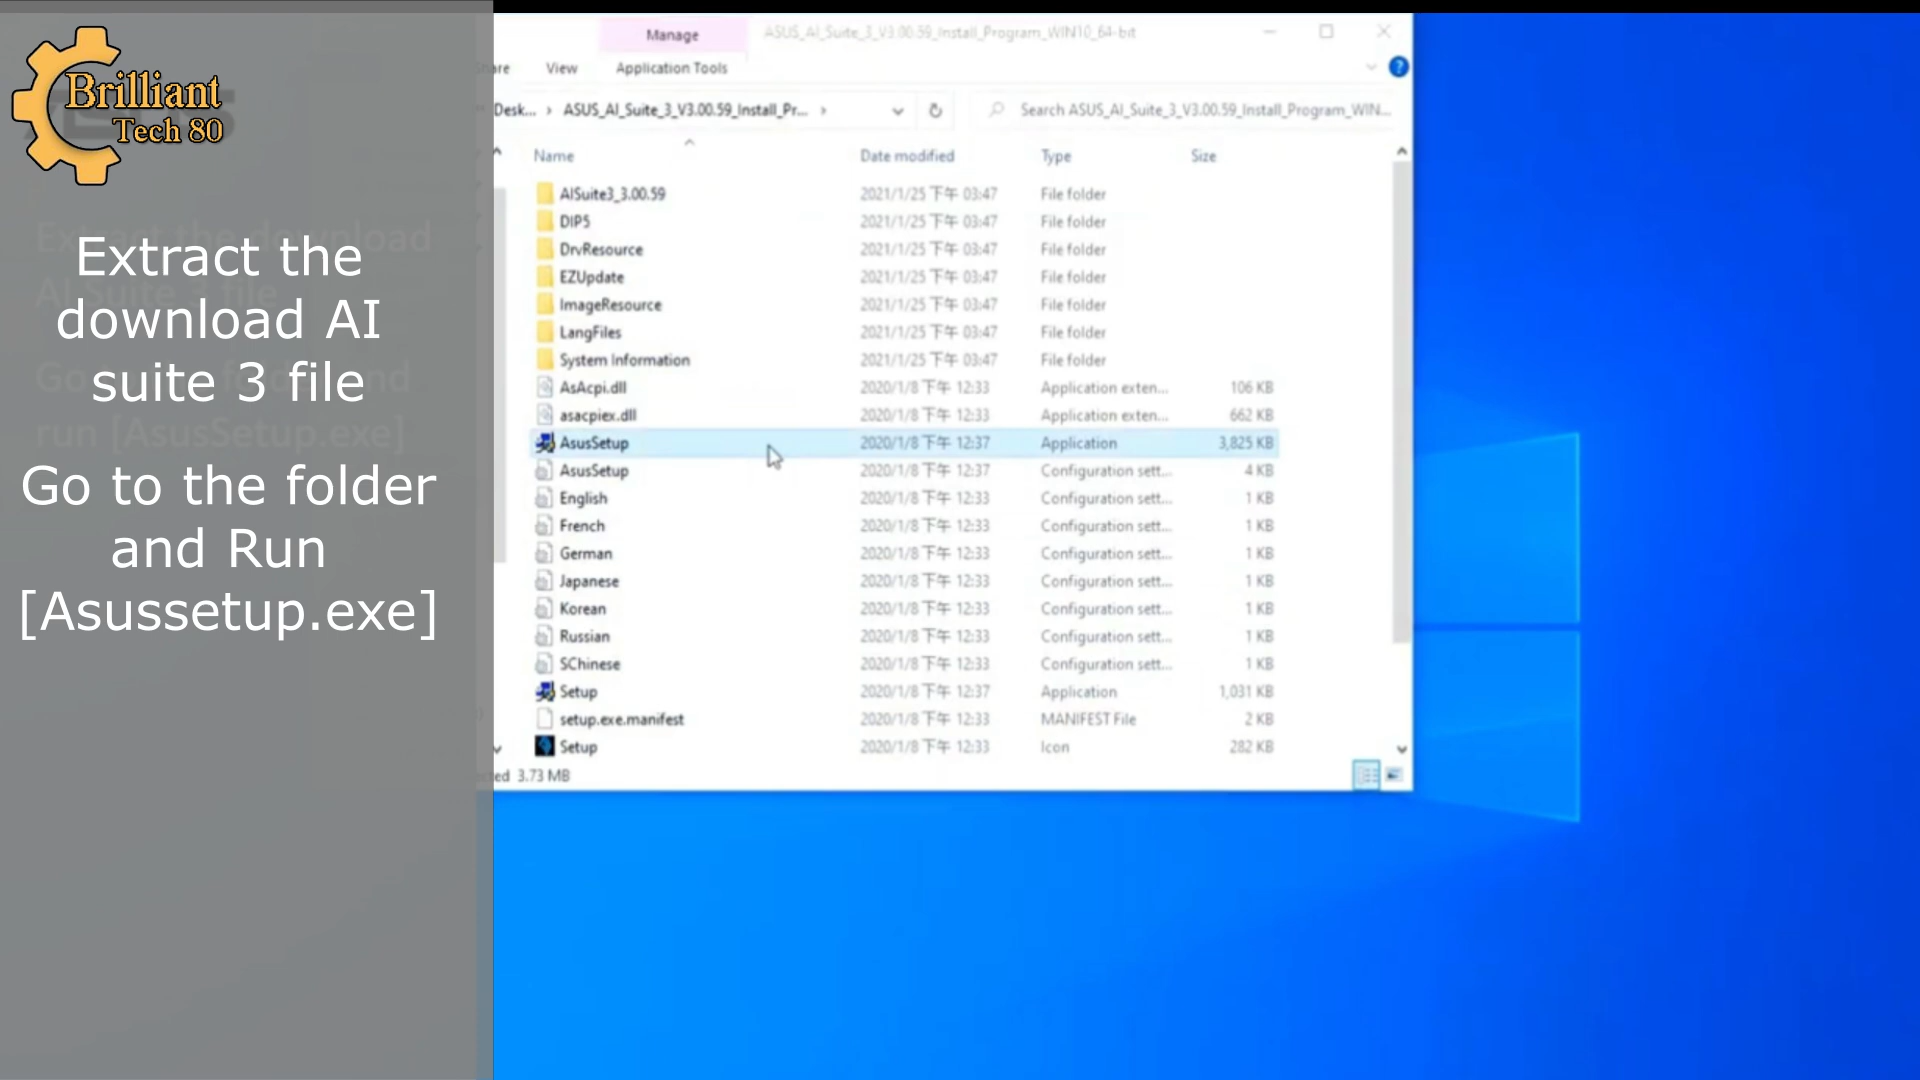 Brilliant
Tech 80
Extract the
download AI
suite 3 file
Go to the folder
and Run
[Asussetup.exe]
Manage
ASUS_AI_Suite_3_V3.00.59_Install_Program_WIN10_64-bit
View
Application Tools
Desk... › ASUS_AI_Suite_3_V3.00.59_Install_Pr... ›
Search ASUS_AI_Suite_3_V3.00.59_Install_Program_WIN...
Name Date modified Type Size
AISuite3_3.00.59 2021/1/25 下午 03:47 File folder
DIP5 2021/1/25 下午 03:47 File folder
DrvResource 2021/1/25 下午 03:47 File folder
EZUpdate 2021/1/25 下午 03:47 File folder
ImageResource 2021/1/25 下午 03:47 File folder
LangFiles 2021/1/25 下午 03:47 File folder
System Information 2021/1/25 下午 03:47 File folder
AsAcpi.dll 2020/1/8 下午 12:33 Application exten... 106 KB
asacpiex.dll 2020/1/8 下午 12:33 Application exten... 662 KB
AsusSetup 2020/1/8 下午 12:37 Application 3,825 KB
AsusSetup 2020/1/8 下午 12:37 Configuration sett... 4 KB
English 2020/1/8 下午 12:33 Configuration sett... 1 KB
French 2020/1/8 下午 12:33 Configuration sett... 1 KB
German 2020/1/8 下午 12:33 Configuration sett... 1 KB
Japanese 2020/1/8 下午 12:33 Configuration sett... 1 KB
Korean 2020/1/8 下午 12:33 Configuration sett... 1 KB
Russian 2020/1/8 下午 12:33 Configuration sett... 1 KB
SChinese 2020/1/8 下午 12:33 Configuration sett... 1 KB
Setup 2020/1/8 下午 12:37 Application 1,031 KB
setup.exe.manifest 2020/1/8 下午 12:33 MANIFEST File 2 KB
Setup 2020/1/8 下午 12:33 Icon 282 KB
3.73 MB